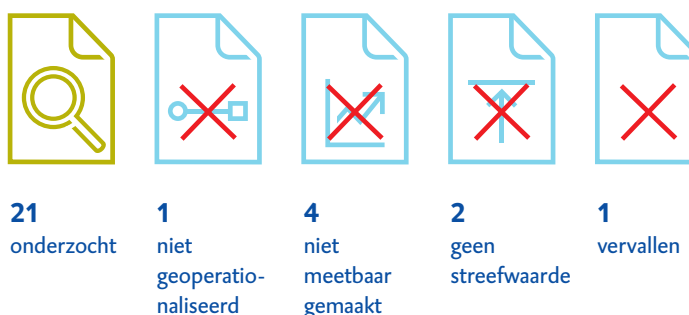 21
onderzocht
1
niet
geoperatio-
naliseerd
4
niet
meetbaar
gemaakt
2
geen
streefwaarde
1
vervallen